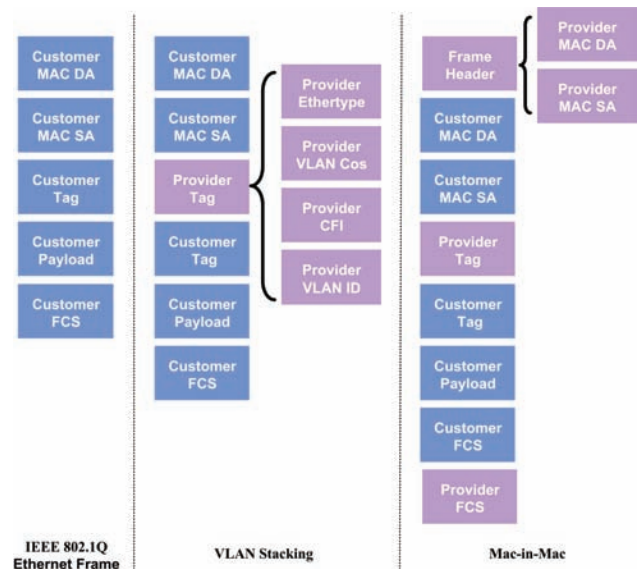 Customer
MAC DA
Customer
MAC SA
Customer
Tag
Customer
Payload
Customer
FCS
IEEE 802.1Q
Ethernet Frame
Customer
MAC DA
Customer
MAC SA
Provider
Tag
Customer
Tag
Customer
Payload
Customer
FCS
Provider
Ethertype
Provider
VLAN Cos
Provider
CFI
Provider
VLAN ID
VLAN Stacking
Frame
Header
Customer
MAC DA
Customer
MAC SA
Provider
Tag
Customer
Tag
Customer
Payload
Customer
FCS
Provider
FCS
Provider
MAC DA
Provider
MAC SA
Mac-in-Mac